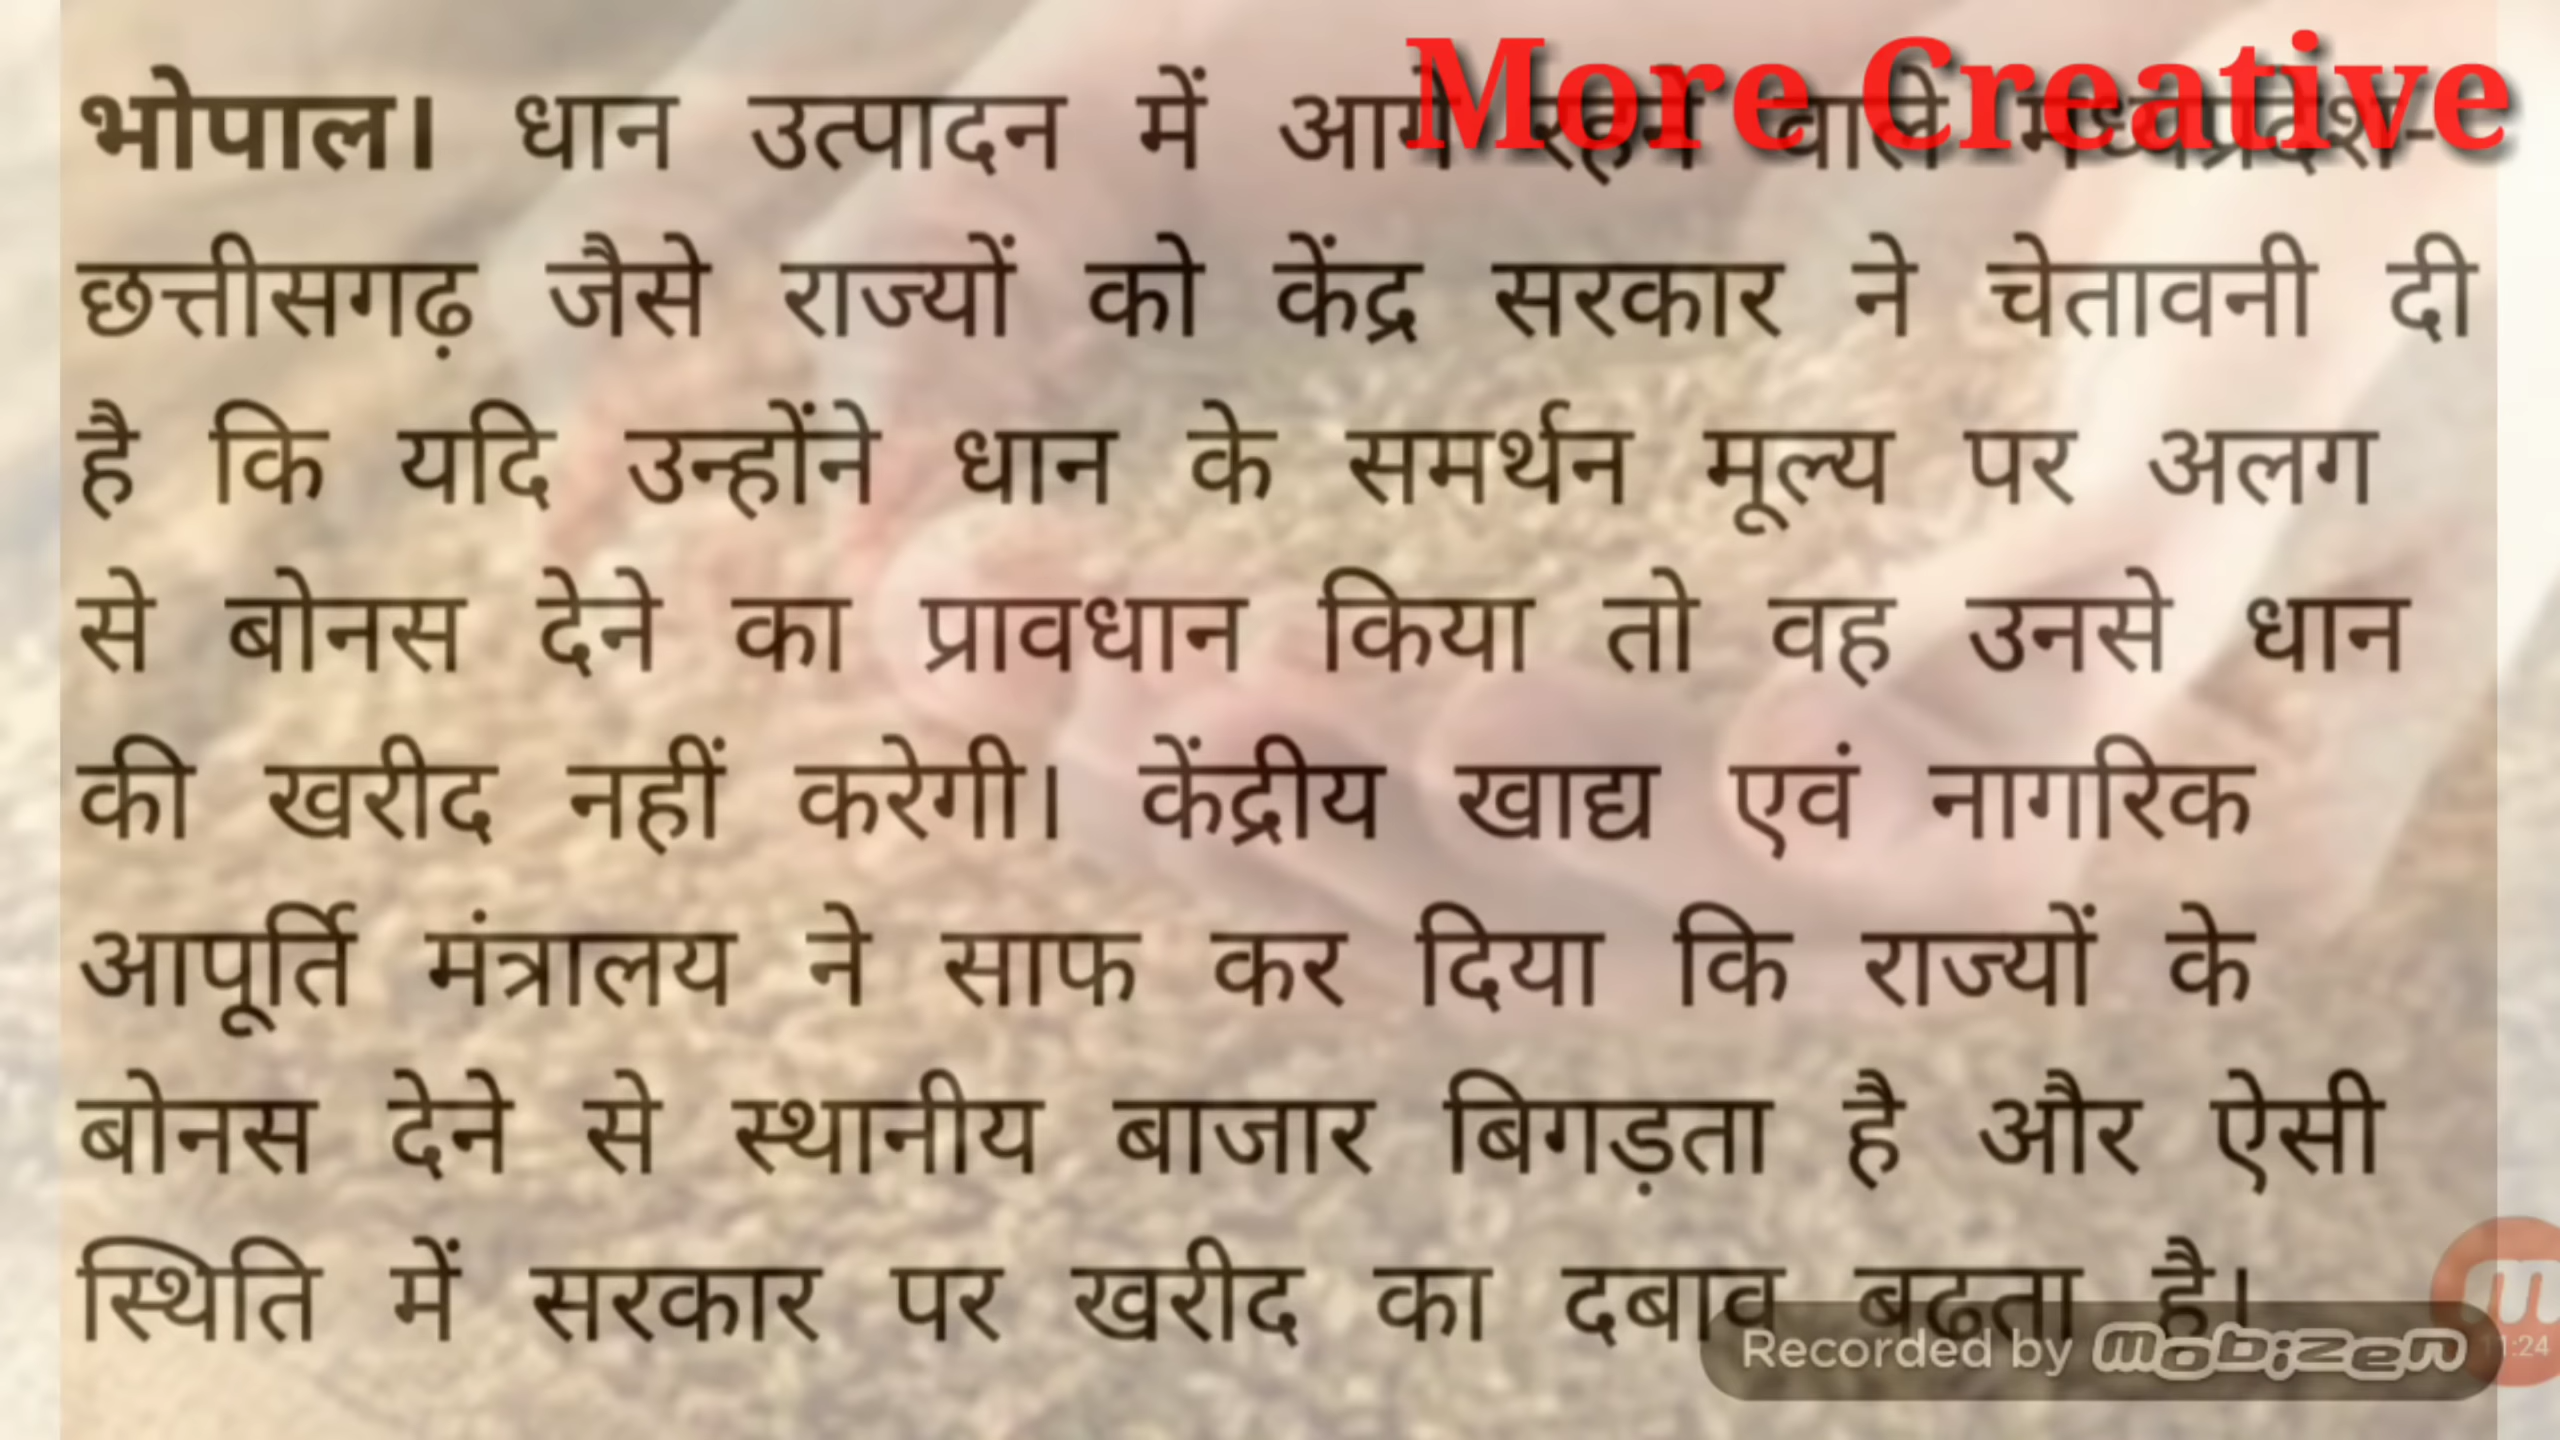 More Creative
भोपाल। धान उत्पादन में आगे रहने वाले मध्यप्रदेश-
छत्तीसगढ़ जैसे राज्यों को केंद्र सरकार ने चेतावनी दी
है कि यदि उन्होंने धान के समर्थन मूल्य पर अलग
से बोनस देने का प्रावधान किया तो वह उनसे धान
की खरीद नहीं करेगी। केंद्रीय खाद्य एवं नागरिक
आपूर्ति मंत्रालय ने साफ कर दिया कि राज्यों के
बोनस देने से स्थानीय बाजार बिगड़ता है और ऐसी
स्थिति में सरकार पर खरीद का दबाव बढता है।
Recorded by mobizen